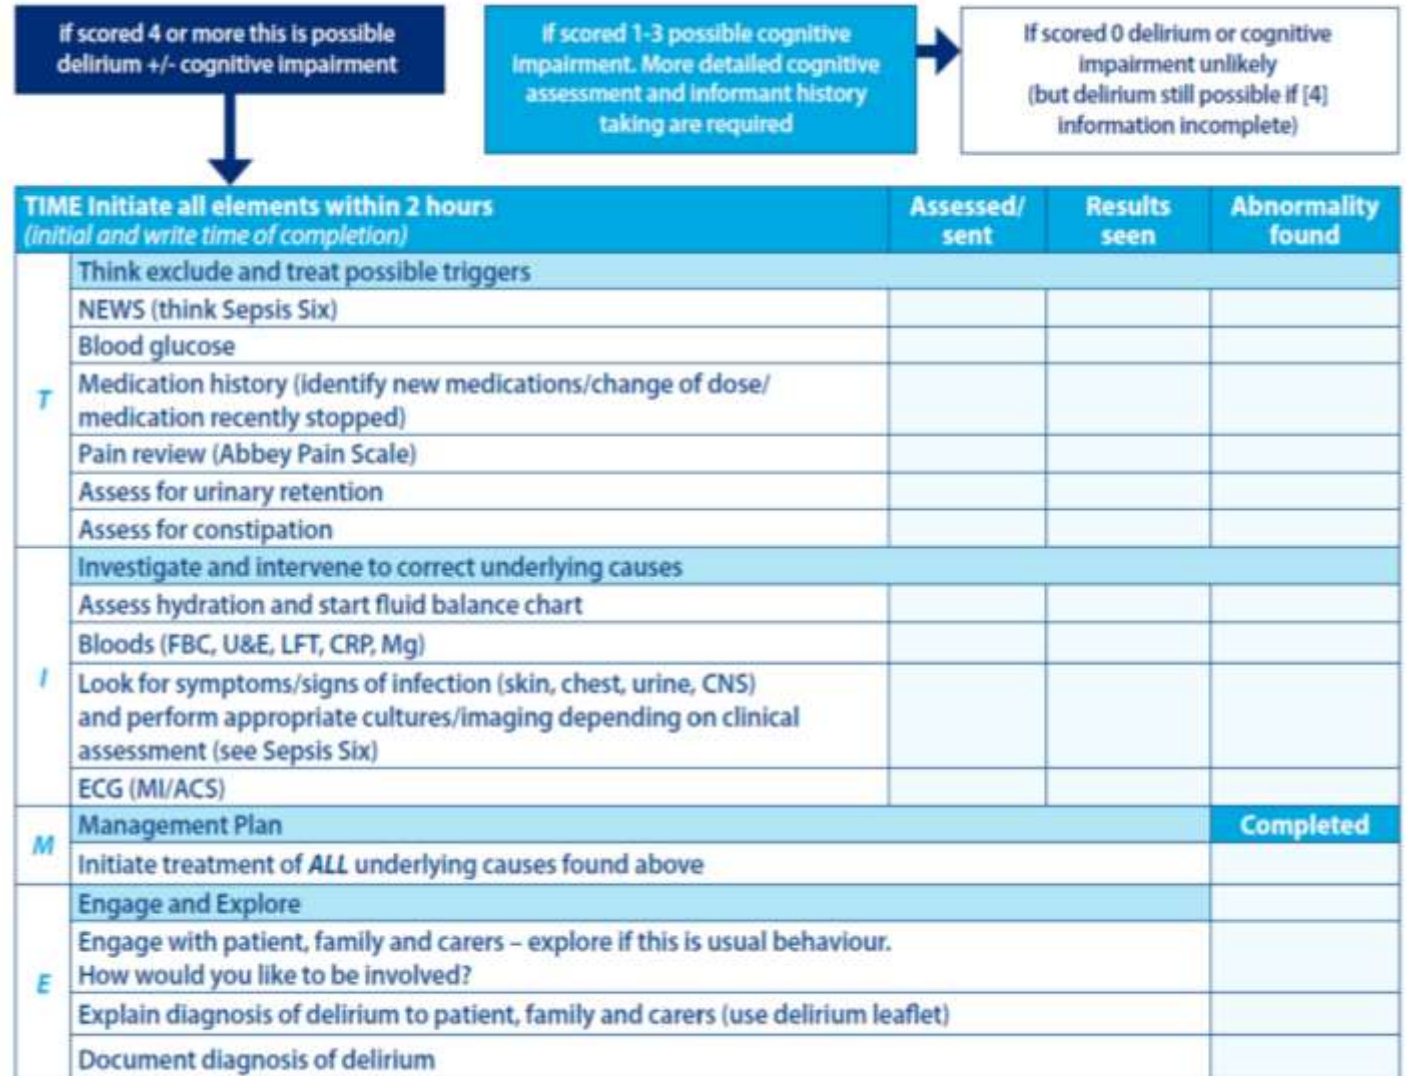 If scored 4 or more this is possible
delirium +/- cognitive impairment
If scored 1-3 possible cognitive
impairment. More detailed cognitive
assessment and informant history
taking are required
If scored 0 delirium or cognitive
impairment unlikely
(but delirium still possible if [4]
information incomplete)
TIME Initiate all elements within 2 hours
(initial and write time of completion)
Assessed/
sent
Results
seen
Abnormality
found
T
Think exclude and treat possible triggers
NEWS (think Sepsis Six)
Blood glucose
Medication history (identify new medications/change of dose/
medication recently stopped)
Pain review (Abbey Pain Scale)
Assess for urinary retention
Assess for constipation
I
Investigate and intervene to correct underlying causes
Assess hydration and start fluid balance chart
Bloods (FBC, U&E, LFT, CRP, Mg)
Look for symptoms/signs of infection (skin, chest, urine, CNS)
and perform appropriate cultures/imaging depending on clinical
assessment (see Sepsis Six)
ECG (MI/ACS)
M
Management Plan
Completed
Initiate treatment of ALL underlying causes found above
E
Engage and Explore
Engage with patient, family and carers – explore if this is usual behaviour.
How would you like to be involved?
Explain diagnosis of delirium to patient, family and carers (use delirium leaflet)
Document diagnosis of delirium